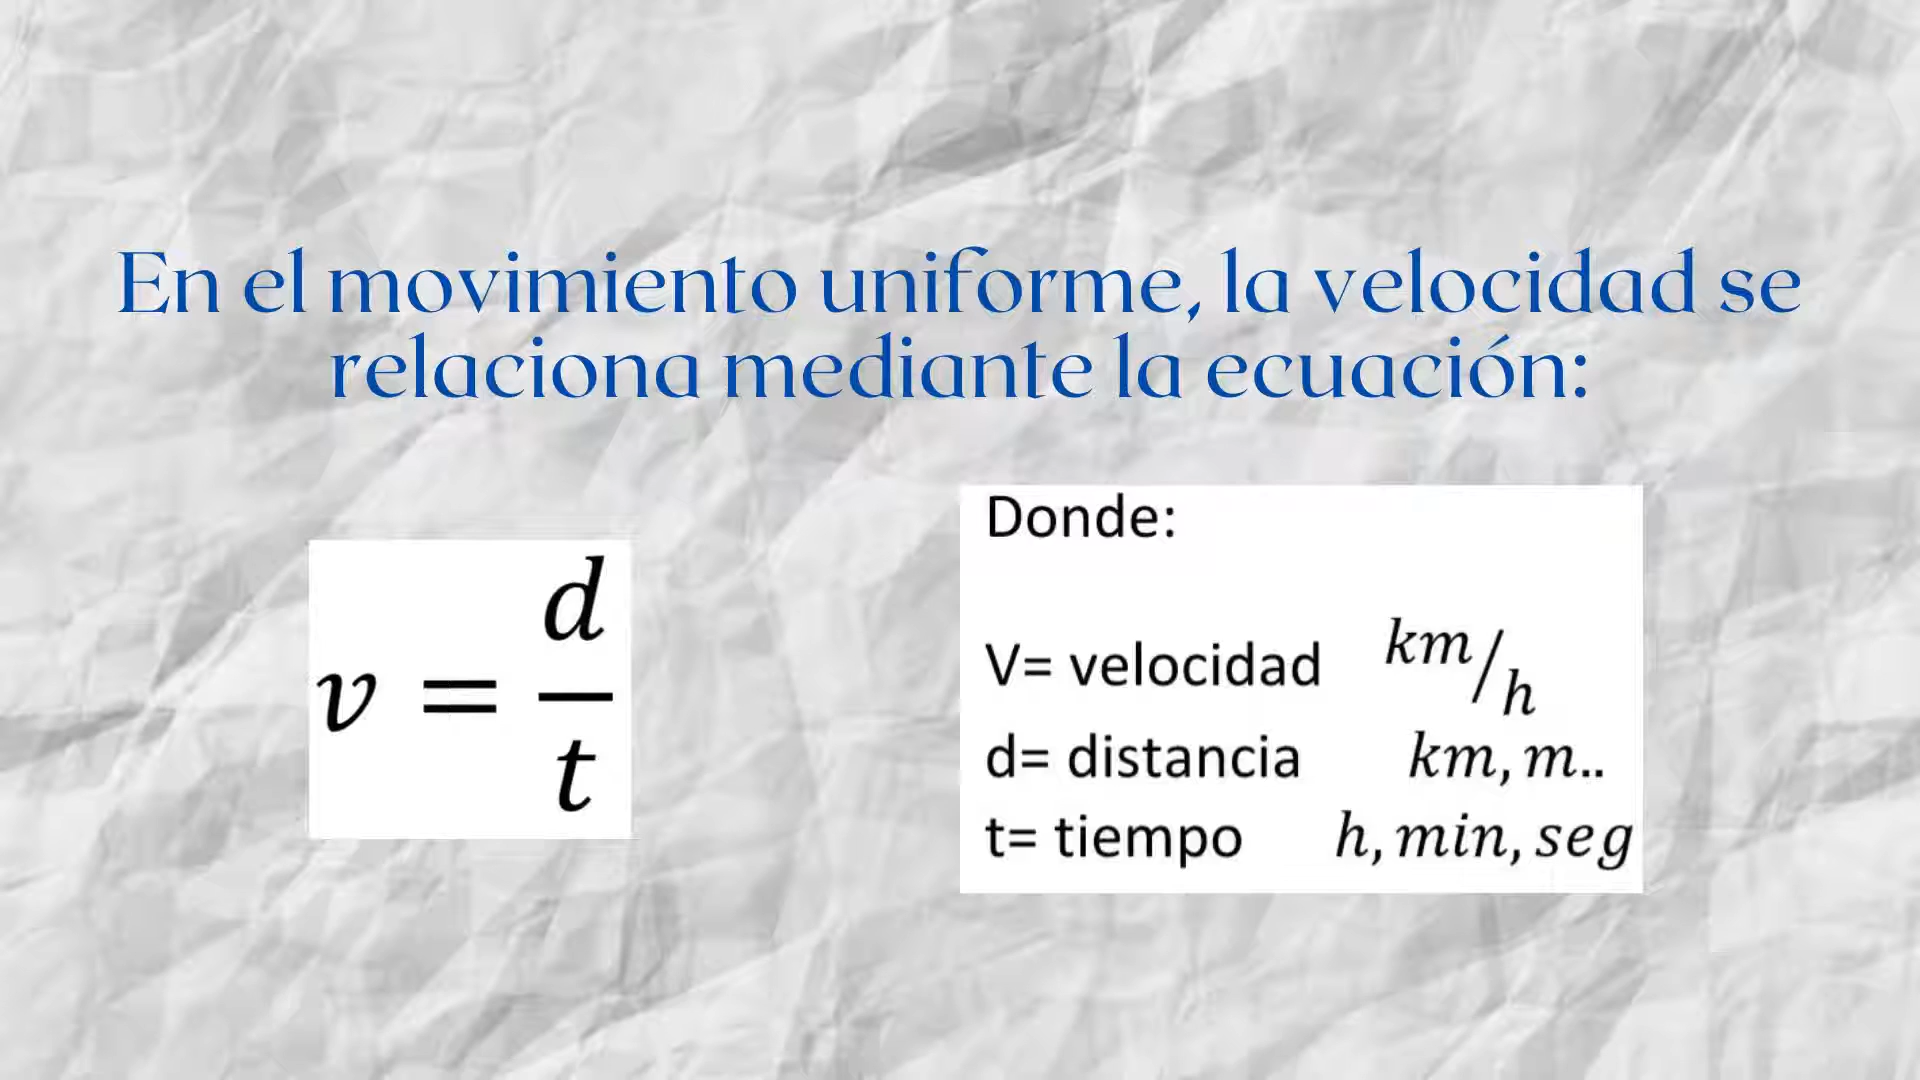 En el movimiento uniforme, la velocidad se
relaciona mediante la ecuación:
v = d/t
Donde:
V= velocidad km/h
d= distancia km, m..
t= tiempo h, min, seg